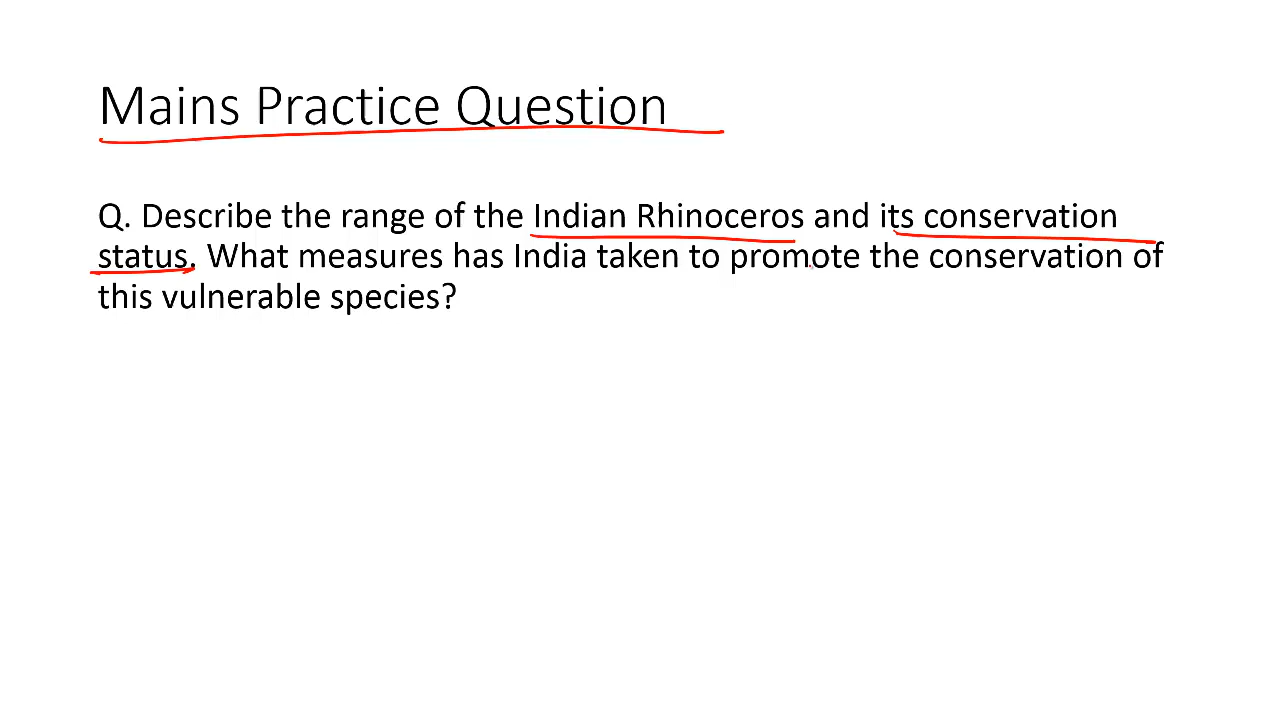 Mains Practice Question
Q. Describe the range of the Indian Rhinoceros and its conservation
status. What measures has India taken to promote the conservation of
this vulnerable species?